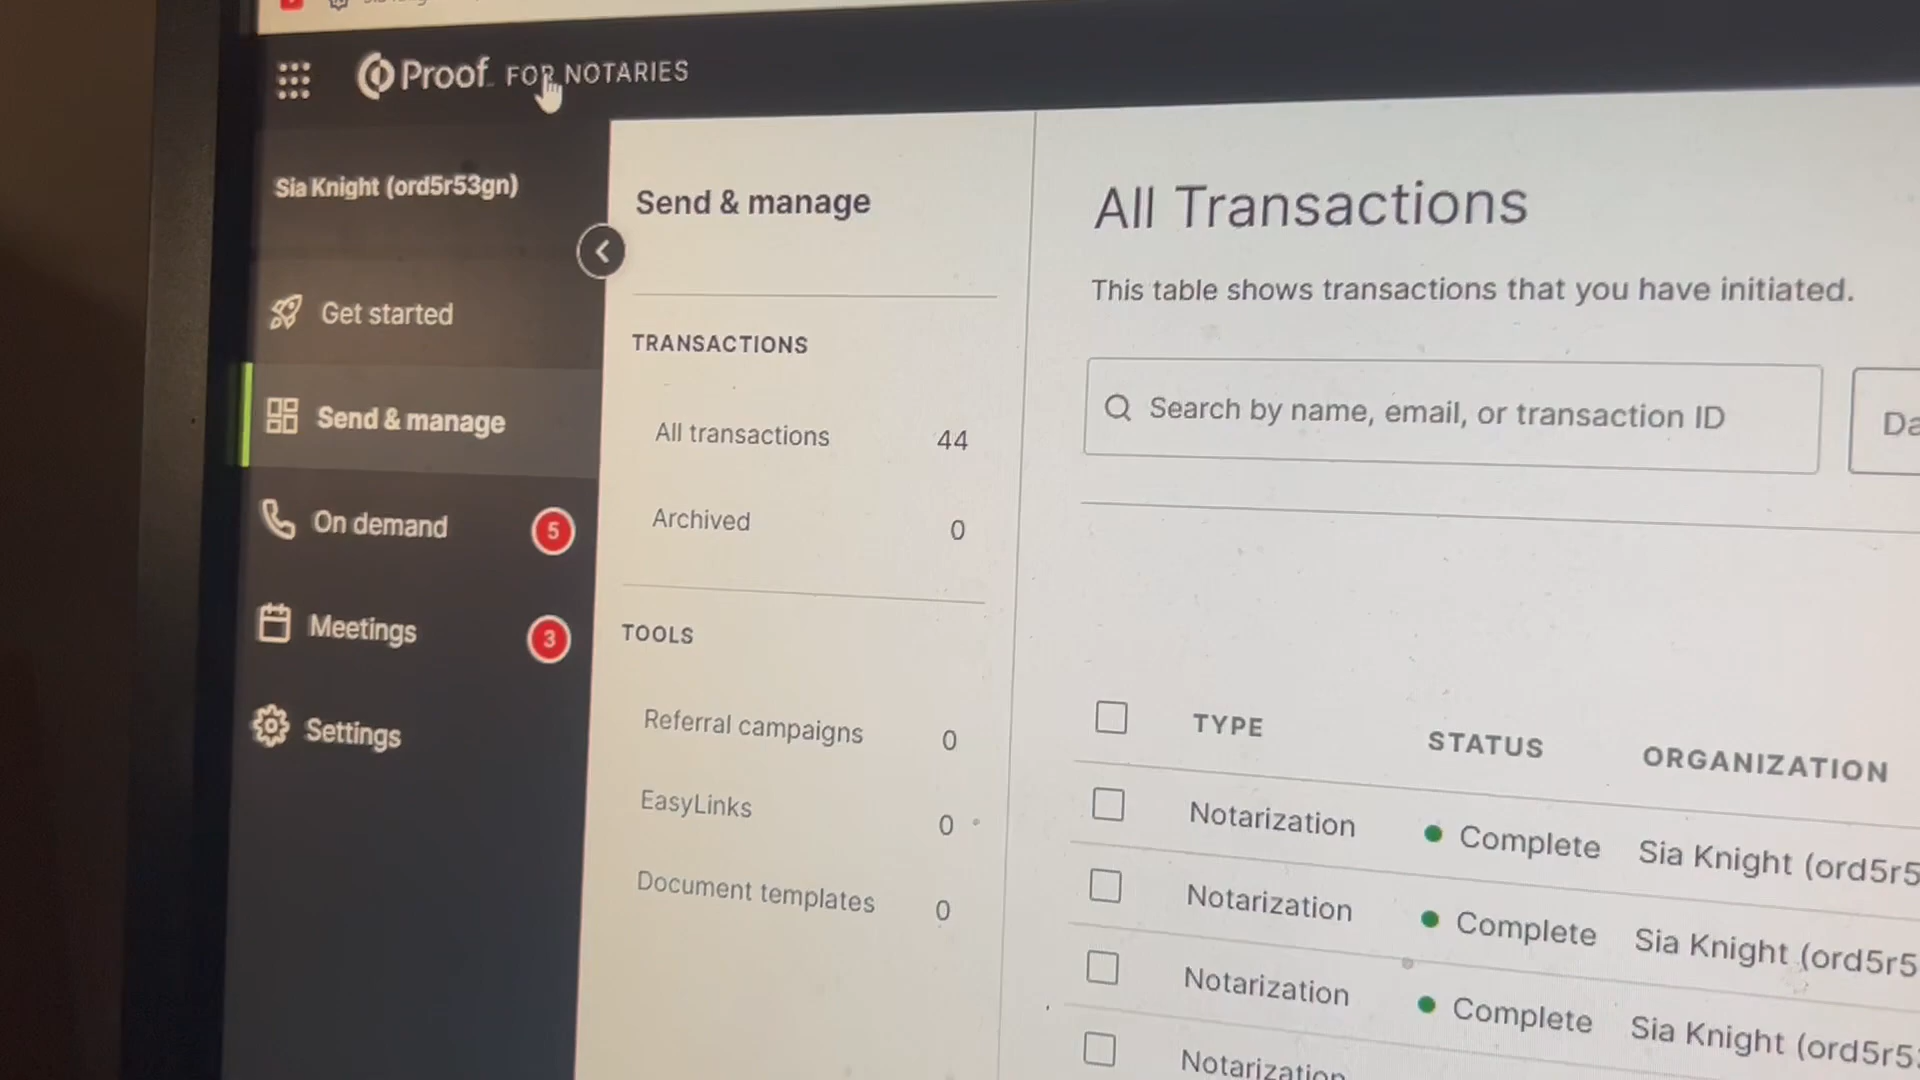 Proof FOR NOTARIES
Sia Knight (ord5r53gn)
Get started
Send & manage
On demand 5
Meetings 3
Settings
Send & manage
TRANSACTIONS
All transactions 44
Archived 0
TOOLS
Referral campaigns 0
EasyLinks 0
Document templates 0
All Transactions
This table shows transactions that you have initiated.
Search by name, email, or transaction ID
Da
TYPE STATUS ORGANIZATION
Notarization Complete Sia Knight (ord5r5
Notarization Complete Sia Knight (ord5r5
Notarization Complete Sia Knight (ord5r5
Notarization